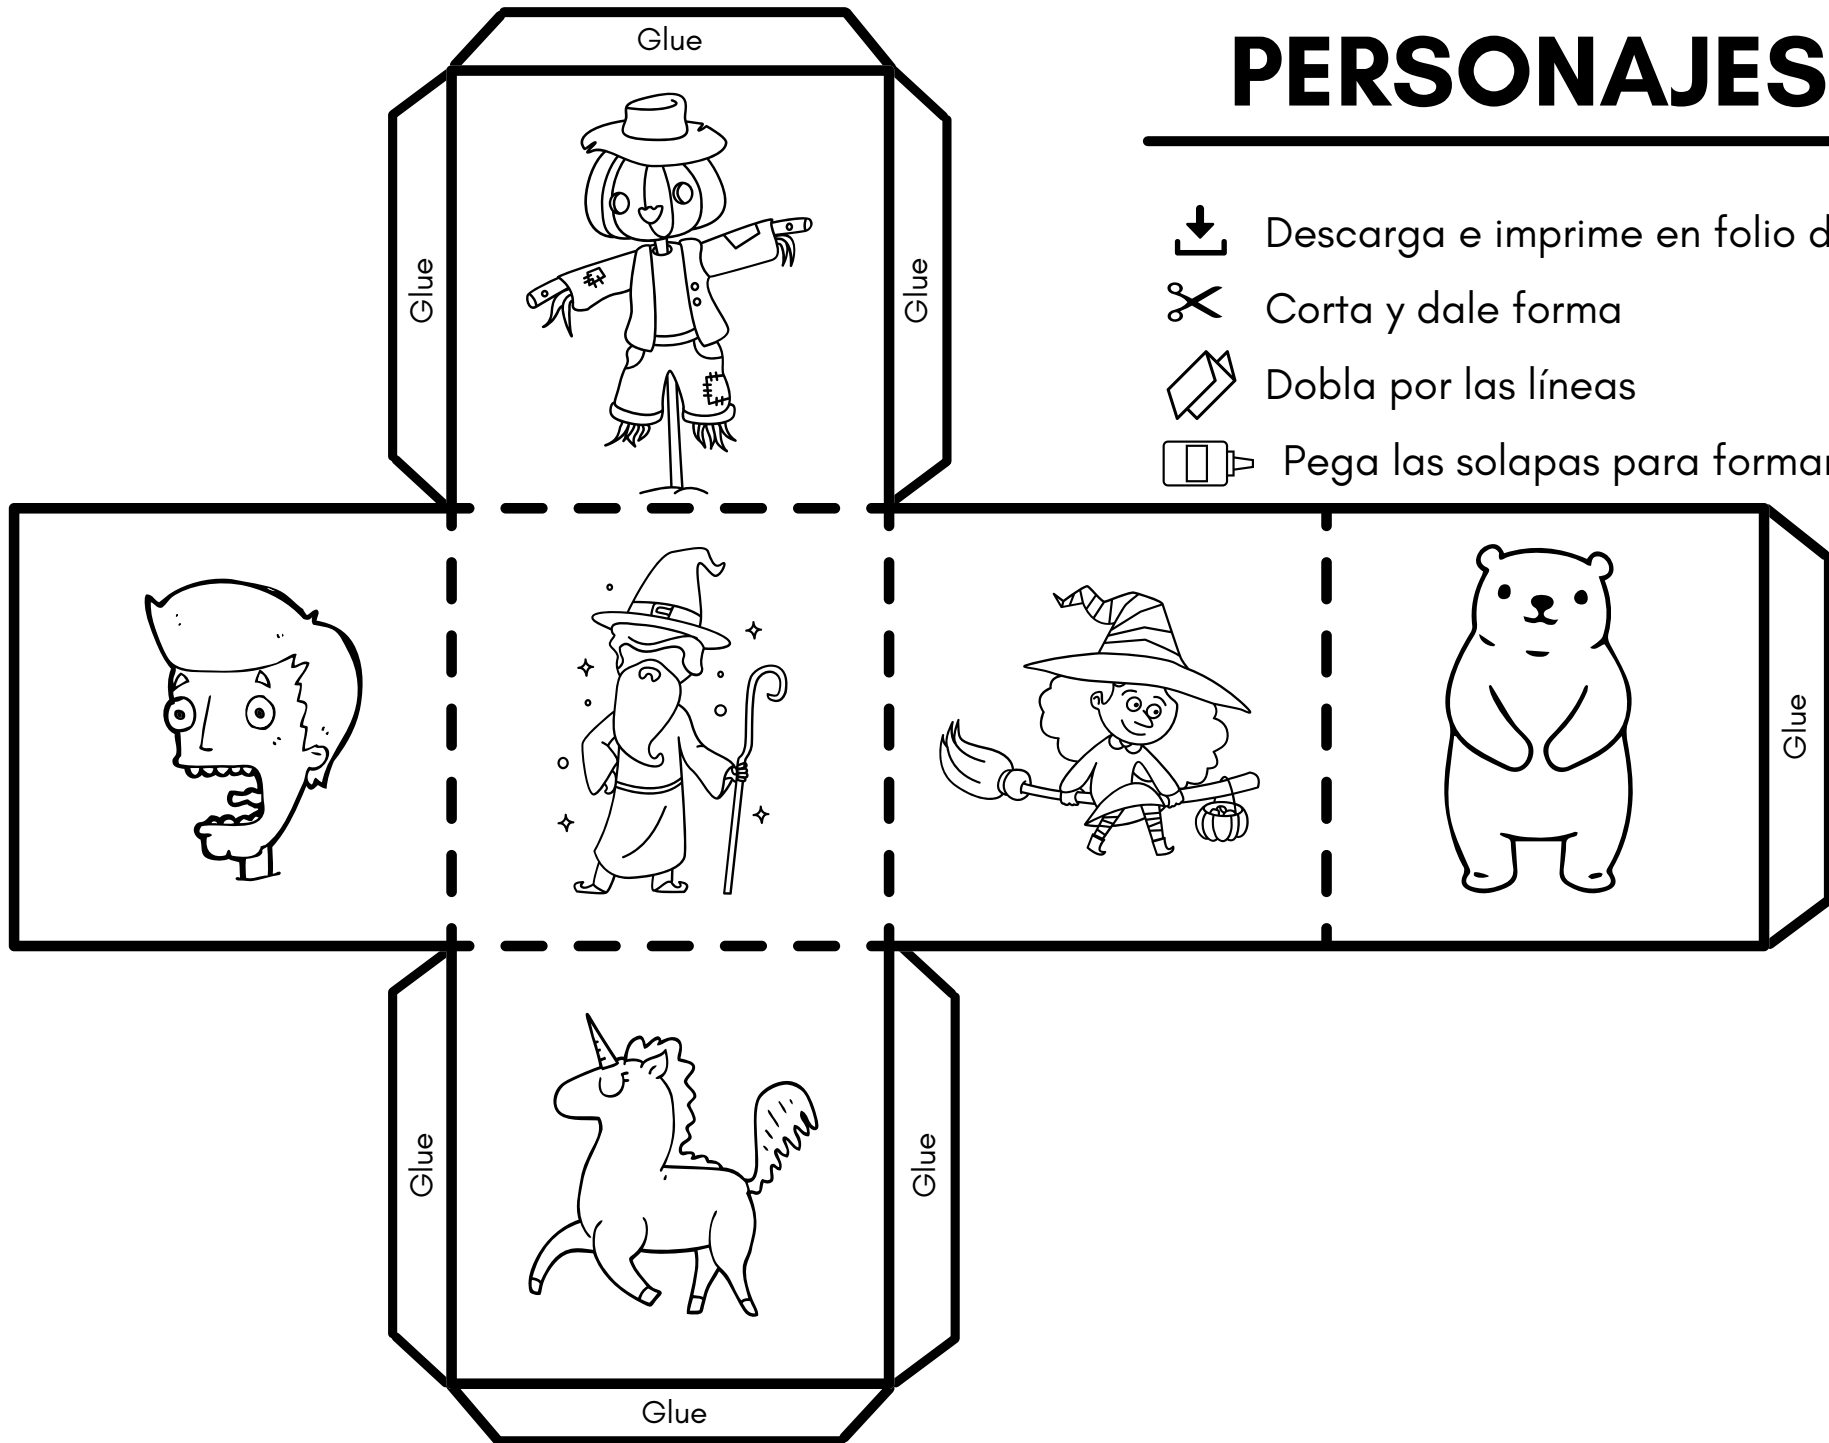 Glue
PERSONAJES
Glue
Glue
Descarga e imprime en folio d
Corta y dale forma
Dobla por las líneas
Pega las solapas para formar
Glue
Glue
Glue
Glue